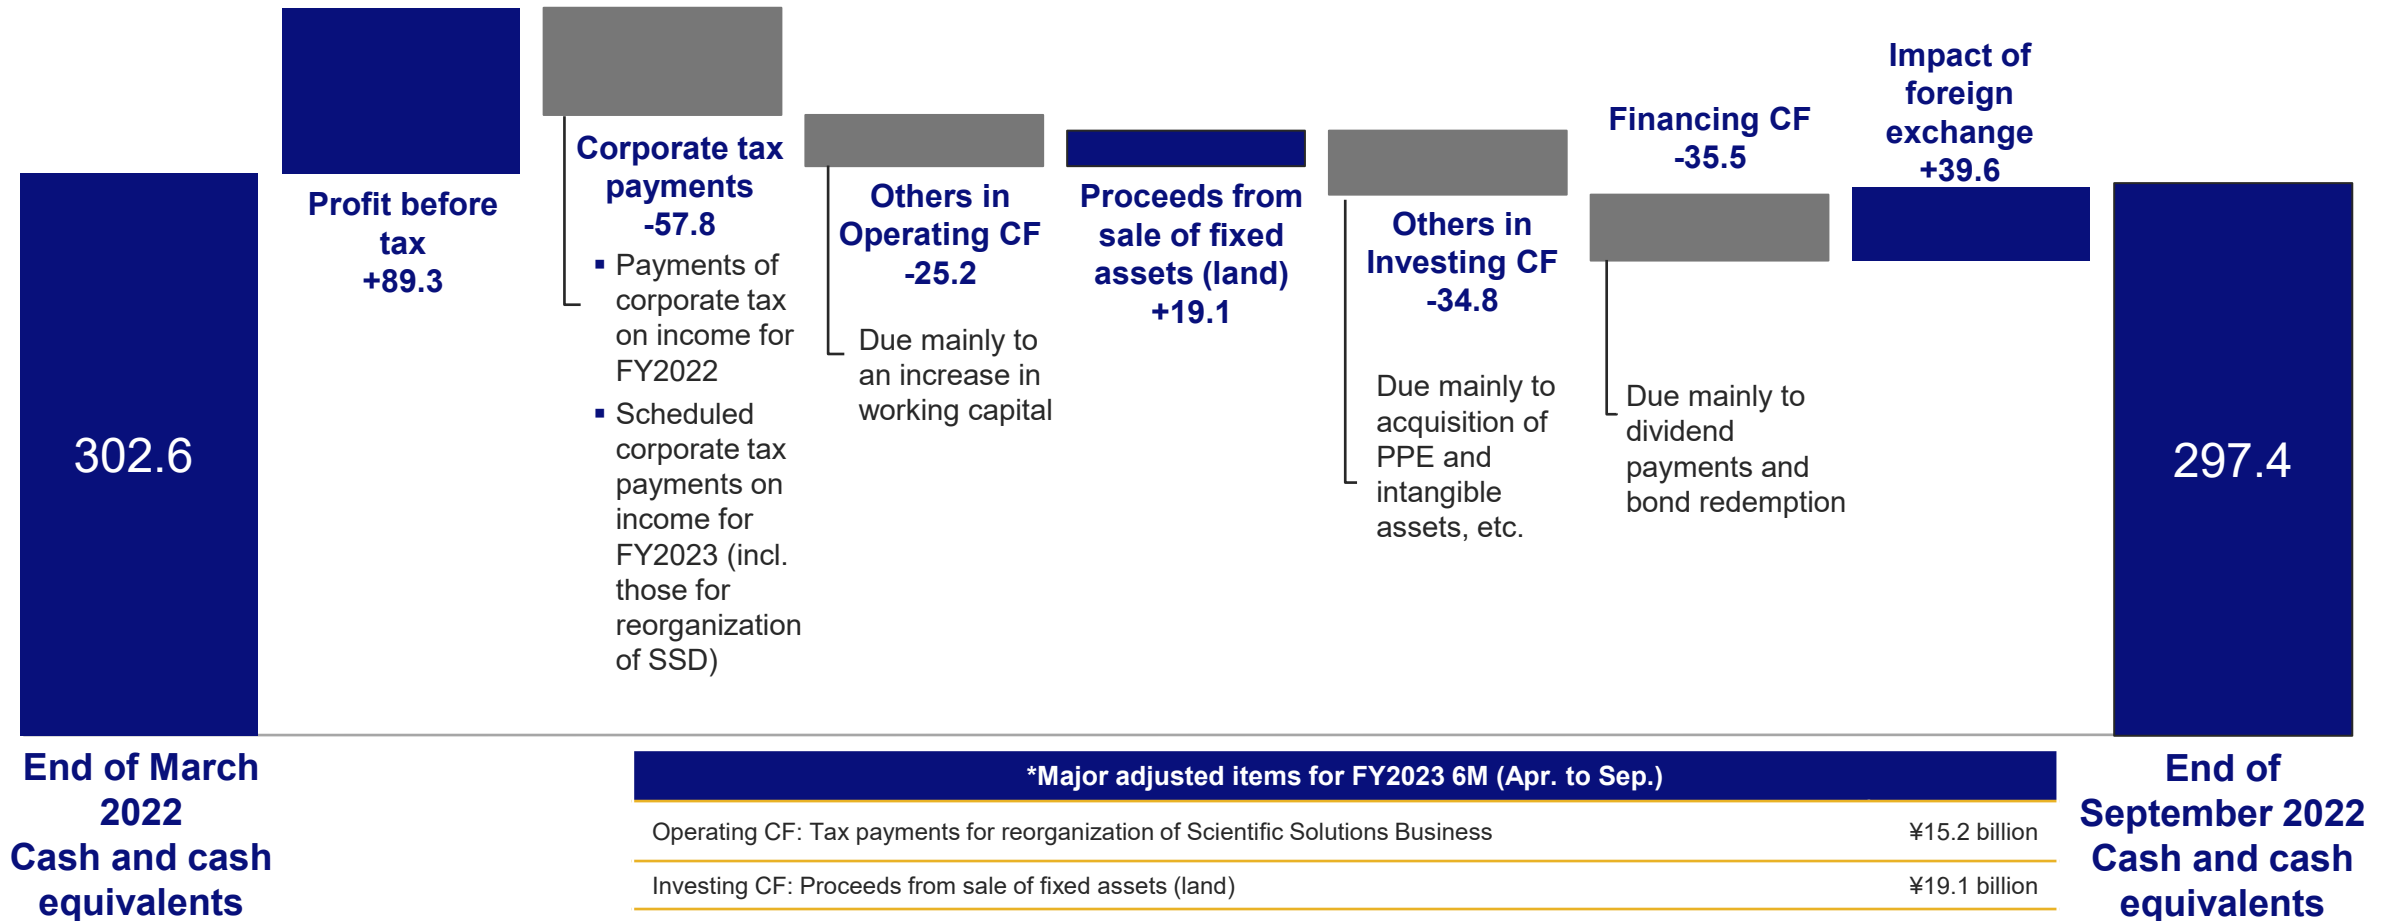 302.6
Profit before
tax
+89.3
Corporate tax
payments
-57.8
▪ Payments of
corporate tax
on income for
FY2022
▪ Scheduled
corporate tax
payments on
income for
FY2023 (incl.
those for
reorganization
of SSD)
Others in
Operating CF
-25.2
Due mainly to
an increase in
working capital
Proceeds from
sale of fixed
assets (land)
+19.1
Others in
Investing CF
-34.8
Due mainly to
acquisition of
PPE and
intangible
assets, etc.
Financing CF
-35.5
Due mainly to
dividend
payments and
bond redemption
Impact of
foreign
exchange
+39.6
297.4
End of March
2022
Cash and cash
equivalents
*Major adjusted items for FY2023 6M (Apr. to Sep.)
Operating CF: Tax payments for reorganization of Scientific Solutions Business ¥15.2 billion
Investing CF: Proceeds from sale of fixed assets (land) ¥19.1 billion
End of
September 2022
Cash and cash
equivalents